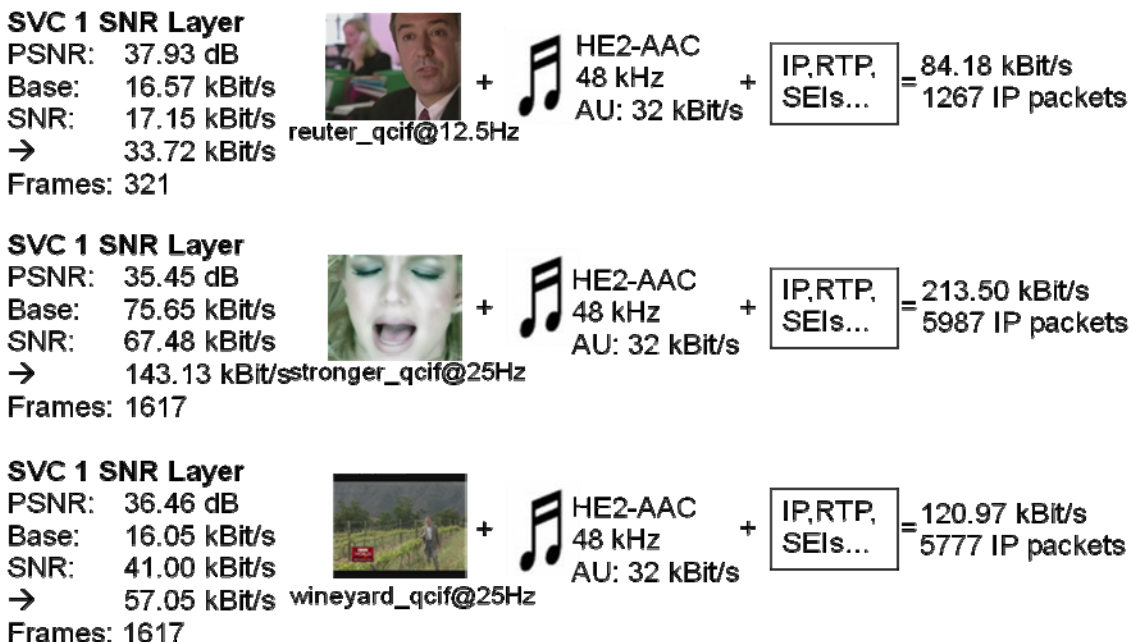 SVC 1 SNR Layer
PSNR: 37.93 dB
Base: 16.57 kBit/s
SNR: 17.15 kBit/s
→ 33.72 kBit/s
Frames: 321
reuter_qcif@12.5Hz
+
HE2-AAC
48 kHz
AU: 32 kBit/s
+
IP,RTP,
SEIs...
=
84.18 kBit/s
1267 IP packets
SVC 1 SNR Layer
PSNR: 35.45 dB
Base: 75.65 kBit/s
SNR: 67.48 kBit/s
→ 143.13 kBit/s
Frames: 1617
stronger_qcif@25Hz
+
HE2-AAC
48 kHz
AU: 32 kBit/s
+
IP,RTP,
SEIs...
=
213.50 kBit/s
5987 IP packets
SVC 1 SNR Layer
PSNR: 36.46 dB
Base: 16.05 kBit/s
SNR: 41.00 kBit/s
→ 57.05 kBit/s
Frames: 1617
wineyard_qcif@25Hz
+
HE2-AAC
48 kHz
AU: 32 kBit/s
+
IP,RTP,
SEIs...
=
120.97 kBit/s
5777 IP packets